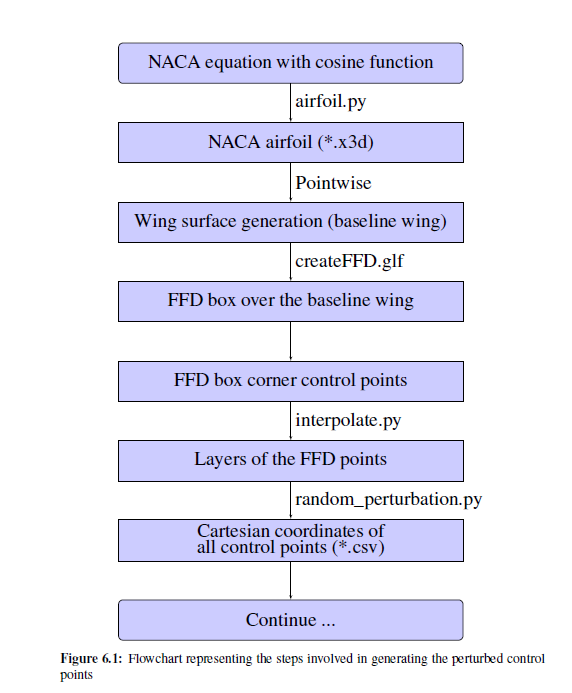 NACA equation with cosine function
airfoil.py
NACA airfoil (*.x3d)
Pointwise
Wing surface generation (baseline wing)
createFFD.glf
FFD box over the baseline wing
FFD box corner control points
interpolate.py
Layers of the FFD points
random_perturbation.py
Cartesian coordinates of
all control points (*.csv)
Continue ...
Figure 6.1: Flowchart representing the steps involved in generating the perturbed control
points